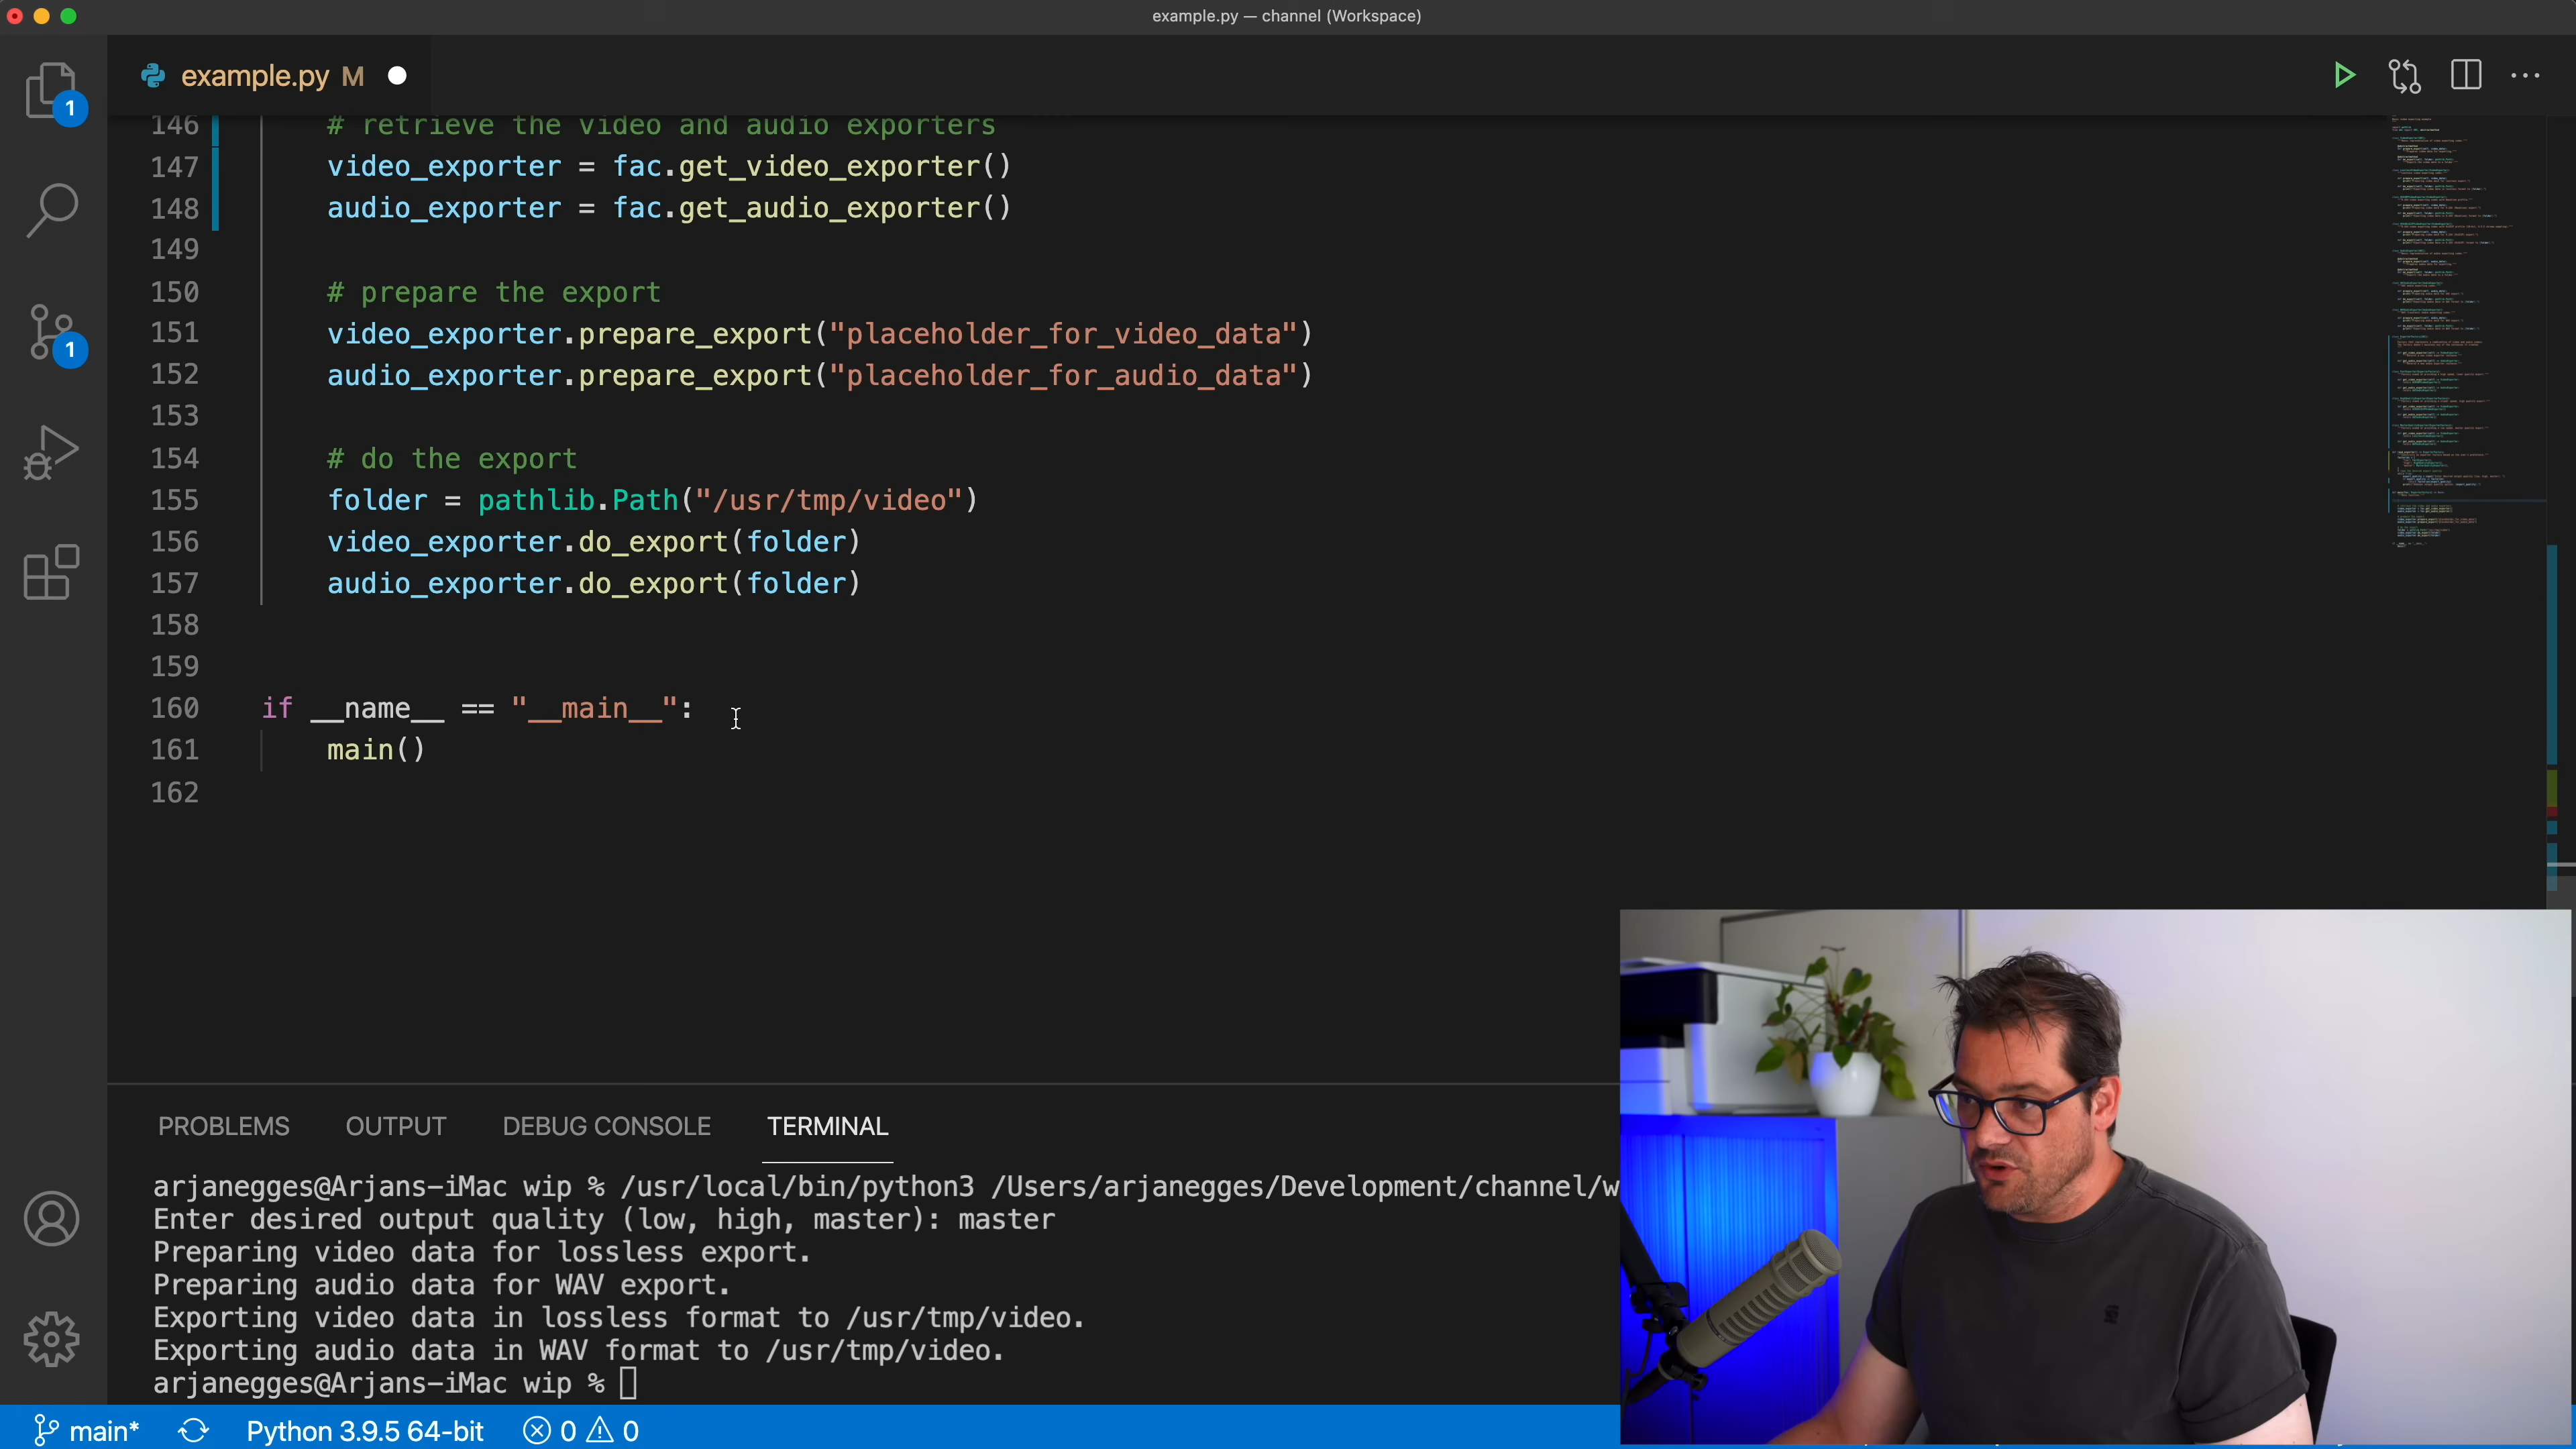 example.py — channel (Workspace)
example.py M
1
146 # retrieve the video and audio exporters
147 video_exporter = fac.get_video_exporter()
148 audio_exporter = fac.get_audio_exporter()
149
150 # prepare the export
151 video_exporter.prepare_export("placeholder_for_video_data")
152 audio_exporter.prepare_export("placeholder_for_audio_data")
153
1
154 # do the export
155 folder = pathlib.Path("/usr/tmp/video")
156 video_exporter.do_export(folder)
157 audio_exporter.do_export(folder)
158
159
160 if __name__ == "__main__":
161 main()
162
PROBLEMS OUTPUT DEBUG CONSOLE TERMINAL
arjanegges@Arjans-iMac wip % /usr/local/bin/python3 /Users/arjanegges/Development/channel/w
Enter desired output quality (low, high, master): master
Preparing video data for lossless export.
Preparing audio data for WAV export.
Exporting video data in lossless format to /usr/tmp/video.
Exporting audio data in WAV format to /usr/tmp/video.
arjanegges@Arjans-iMac wip %
main* Python 3.9.5 64-bit 0 0